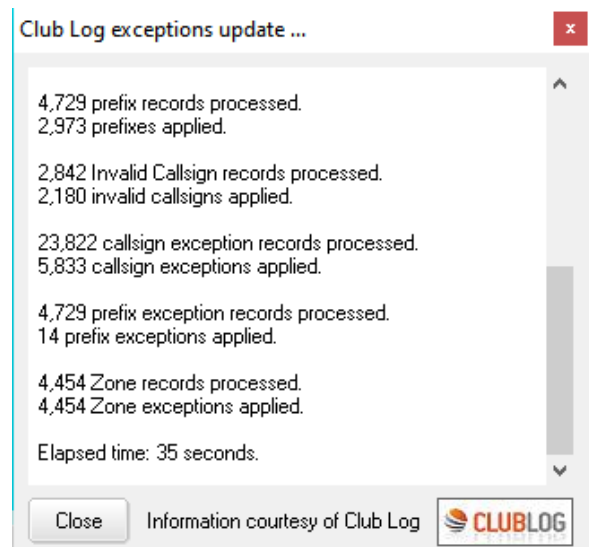 Club Log exceptions update ...
x
4,729 prefix records processed.
2,973 prefixes applied.
2,842 Invalid Callsign records processed.
2,180 invalid callsigns applied.
23,822 callsign exception records processed.
5,833 callsign exceptions applied.
4,729 prefix exception records processed.
14 prefix exceptions applied.
4,454 Zone records processed.
4,454 Zone exceptions applied.
Elapsed time: 35 seconds.
Close
Information courtesy of Club Log
CLUBLOG